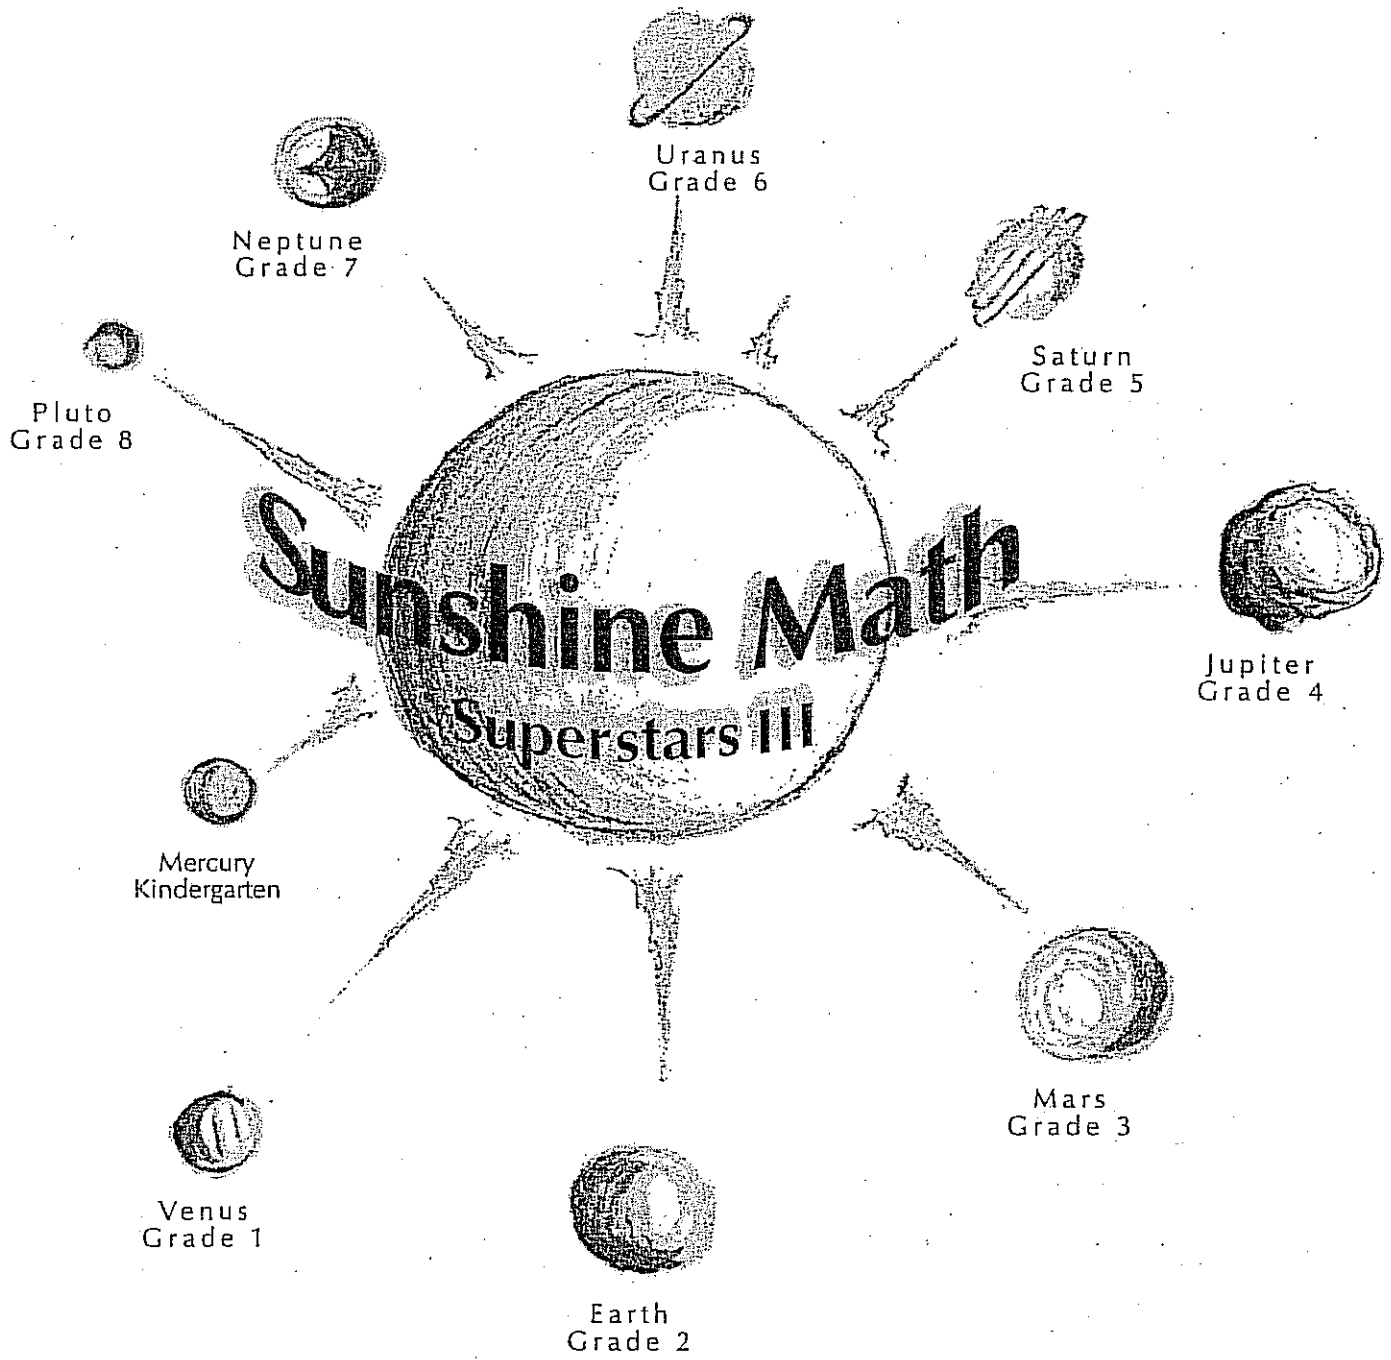 Uranus
Grade 6
Neptune
Grade 7
Saturn
Grade 5
Pluto
Grade 8
Sunshine Math
Superstars III
Jupiter
Grade 4
Mercury
Kindergarten
Mars
Grade 3
Venus
Grade 1
Earth
Grade 2